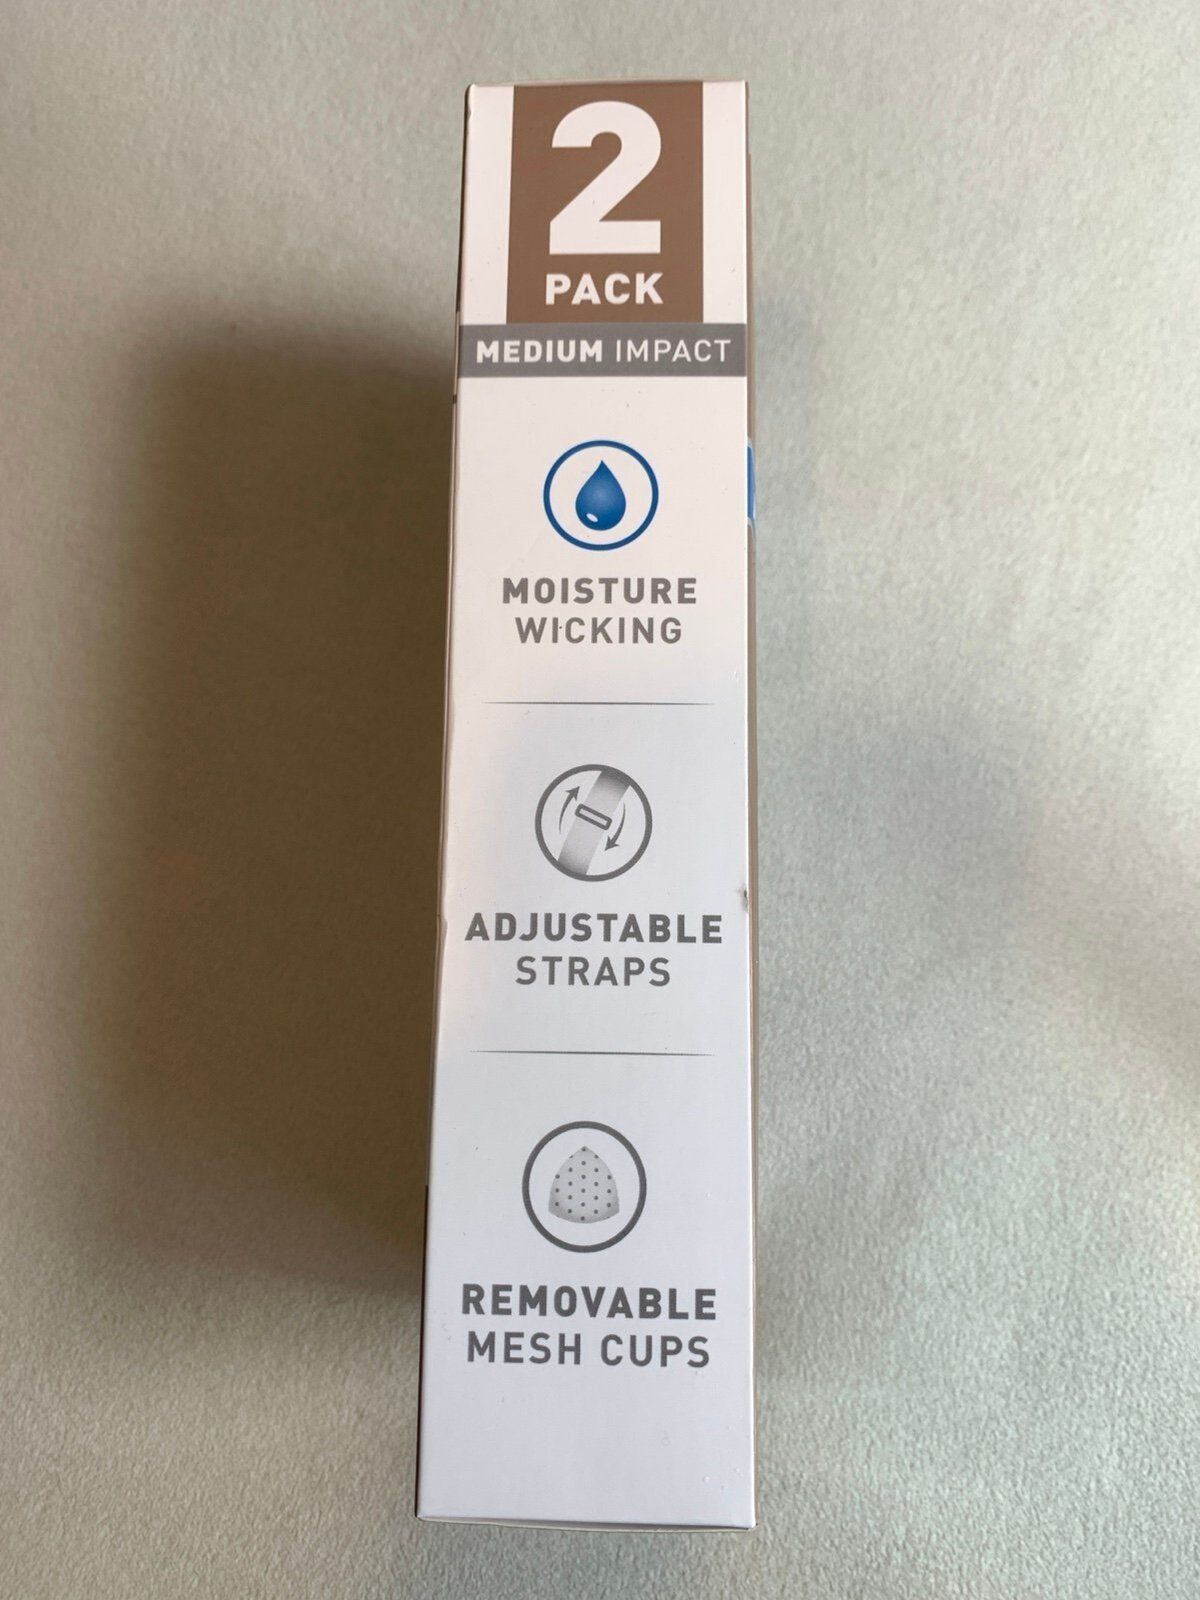 2
PACK
MEDIUM IMPACT
MOISTURE
WICKING
ADJUSTABLE
STRAPS
REMOVABLE
MESH CUPS